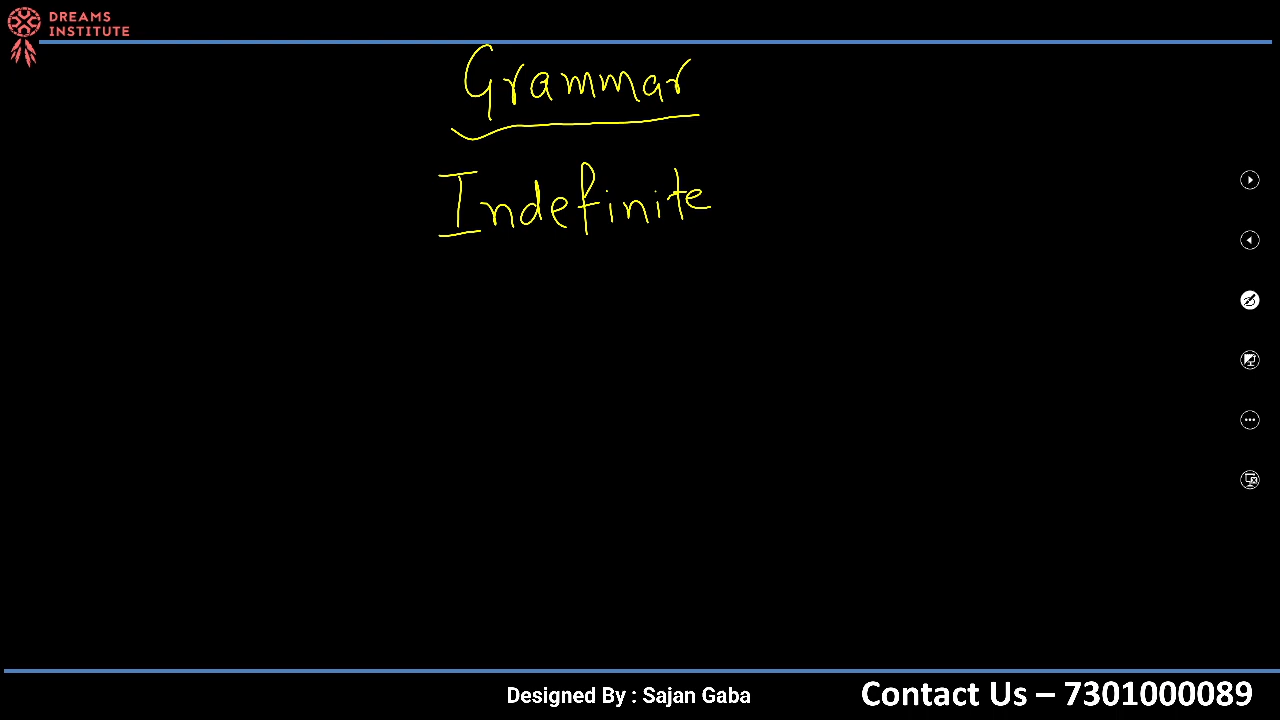 DREAMS
INSTITUTE
Grammar
Indefinite
Designed By : Sajan Gaba
Contact Us – 7301000089